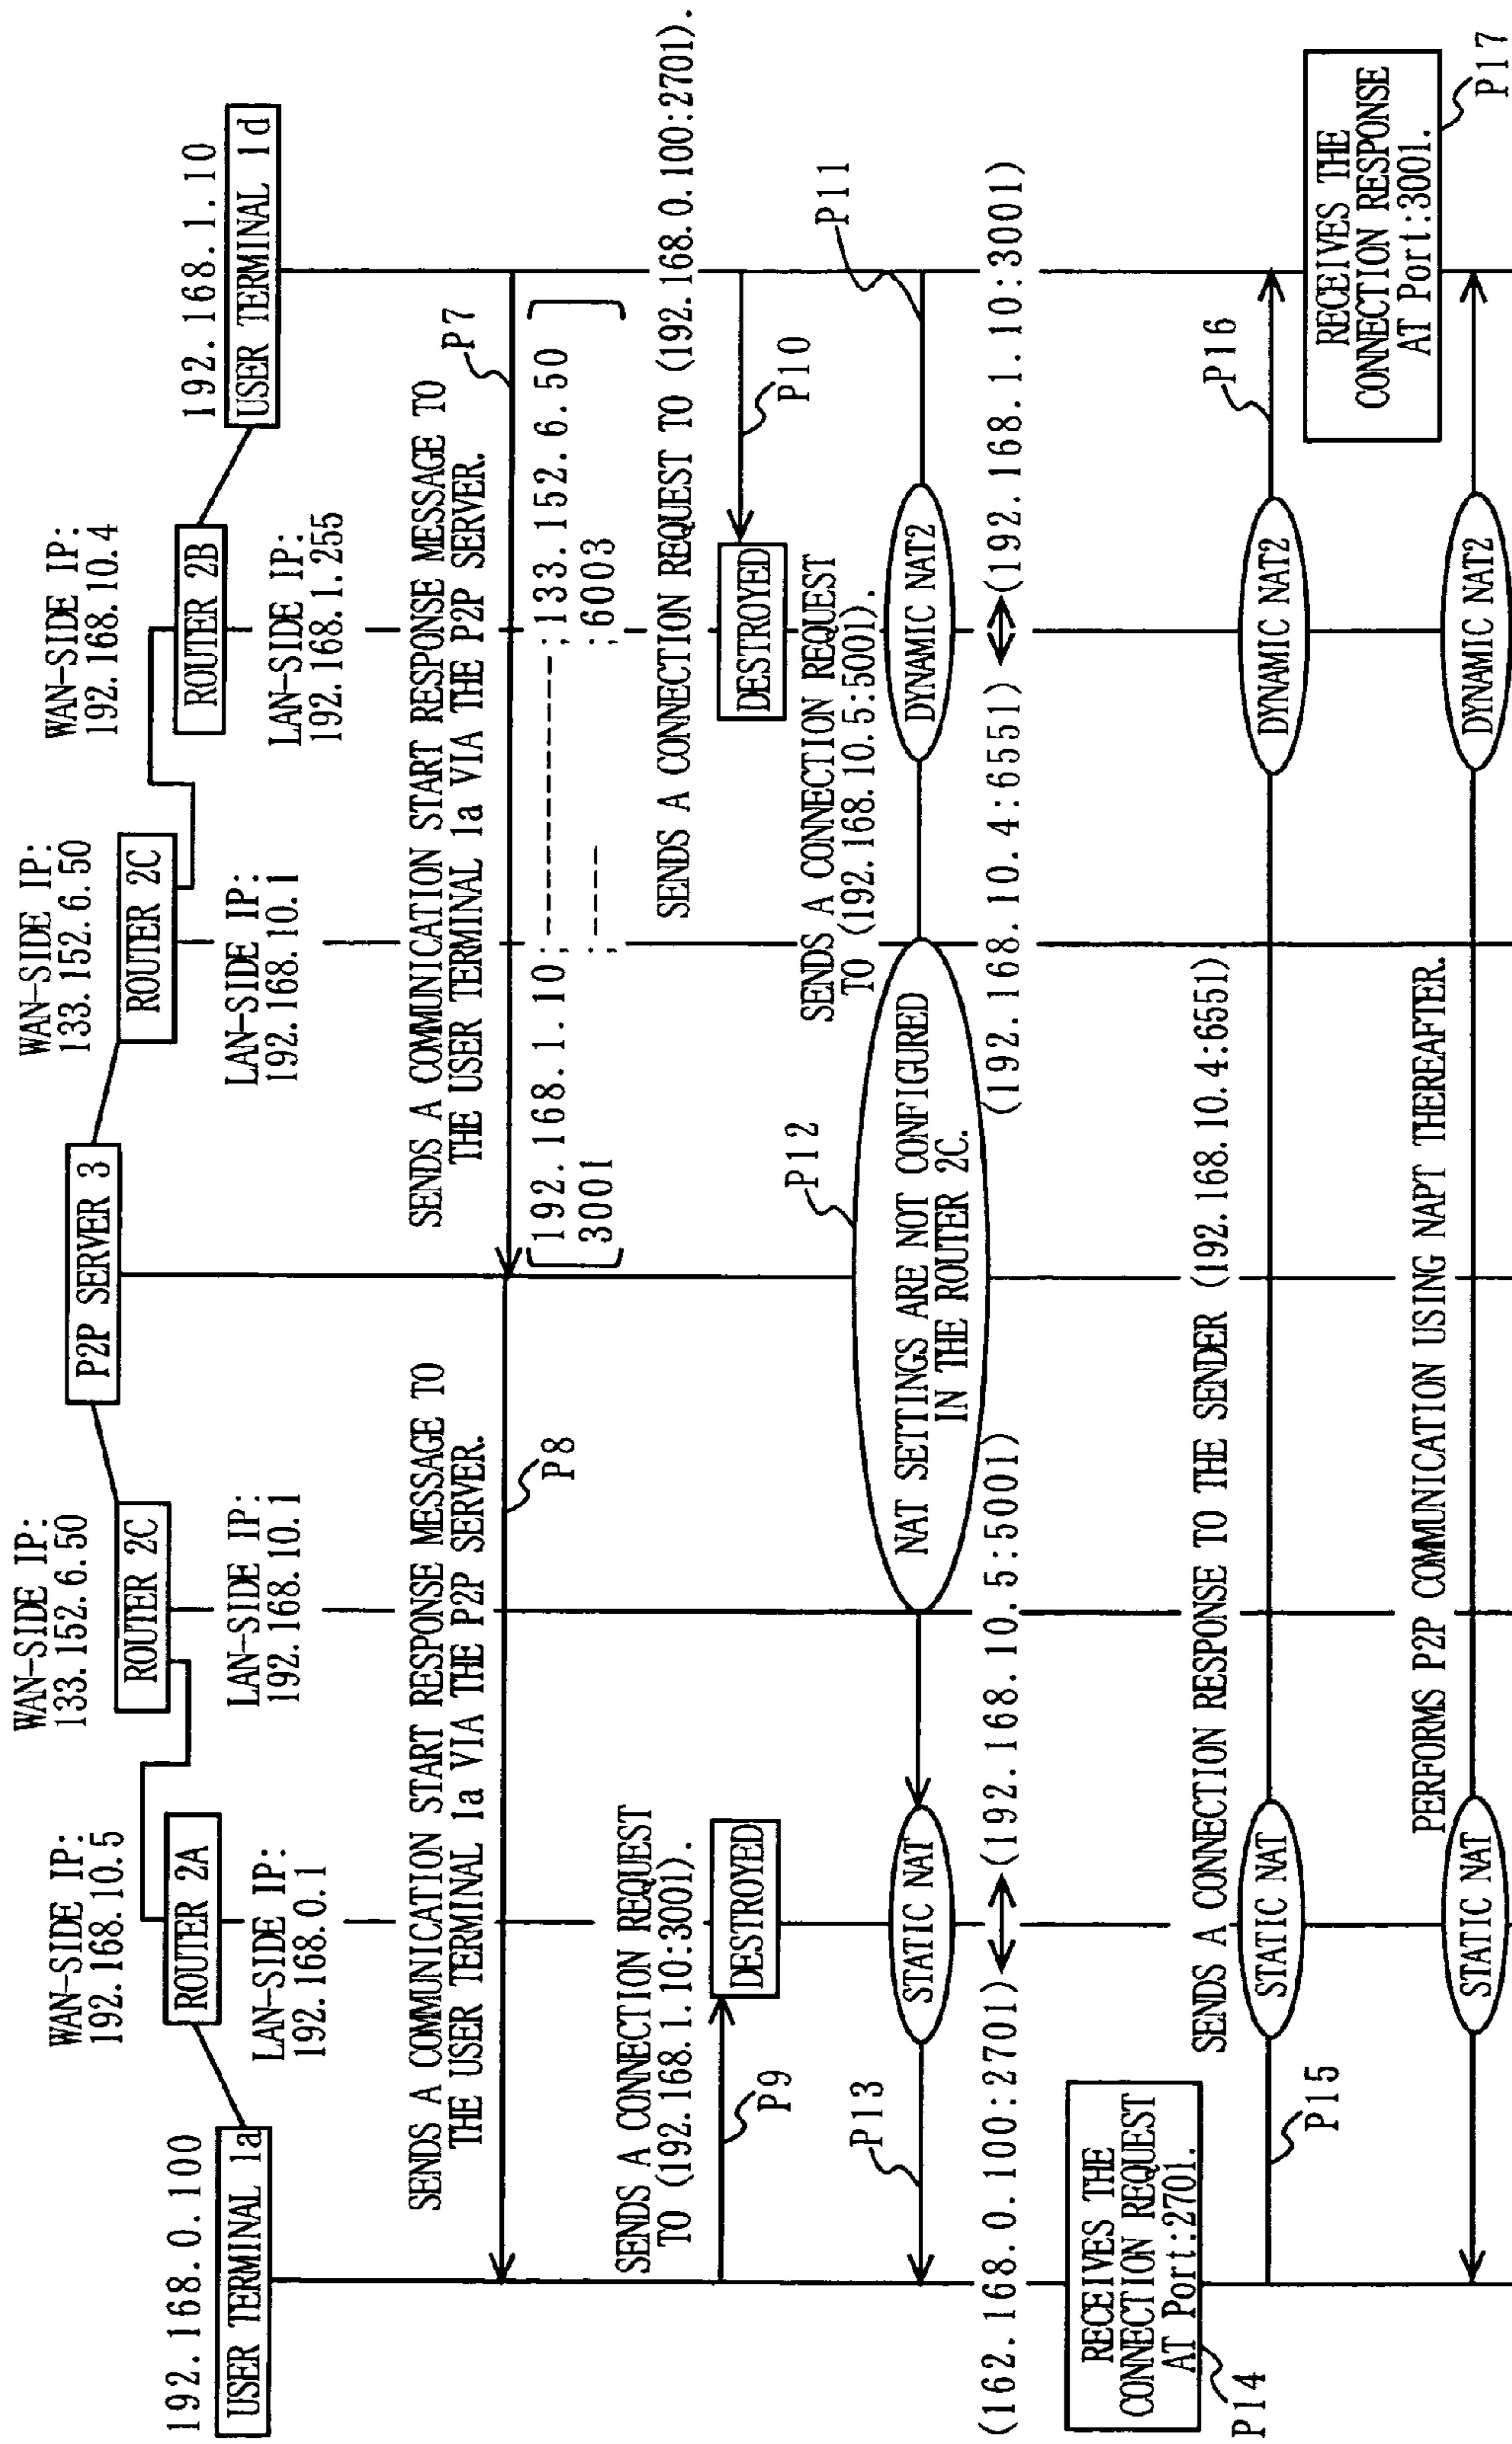 192.168.0.100
USER TERMINAL 1a
WAN-SIDE IP:
192.168.10.5
ROUTER 2A
LAN-SIDE IP:
192.168.0.1
WAN-SIDE IP:
133.152.6.50
ROUTER 2C
LAN-SIDE IP:
192.168.10.1
P2P SERVER 3
WAN-SIDE IP:
133.152.6.50
ROUTER 2C
LAN-SIDE IP:
192.168.10.1
WAN-SIDE IP:
192.168.10.4
ROUTER 2B
LAN-SIDE IP:
192.168.1.255
192.168.1.10
USER TERMINAL 1d
SENDS A COMMUNICATION START RESPONSE MESSAGE TO
THE USER TERMINAL 1a VIA THE P2P SERVER.
P8
SENDS A COMMUNICATION START RESPONSE MESSAGE TO
THE USER TERMINAL 1a VIA THE P2P SERVER.
P7
192.168.1.10;------------;133.152.6.50
3001 ;---- ;6003
SENDS A CONNECTION REQUEST
TO (192.168.1.10:3001).
DESTROYED
P9
SENDS A CONNECTION REQUEST TO (192.168.0.100:2701).
DESTROYED
P10
SENDS A CONNECTION REQUEST
TO (192.168.10.5:5001).
P11
DYNAMIC NAT2
P12
NAT SETTINGS ARE NOT CONFIGURED
IN THE ROUTER 2C.
STATIC NAT
P13
(162.168.0.100:2701) (192.168.10.5:5001)
(192.168.10.4:6551) (192.168.1.10:3001)
RECEIVES THE
CONNECTION REQUEST
AT Port:2701.
P14
SENDS A CONNECTION RESPONSE TO THE SENDER (192.168.10.4:6551)
P15
STATIC NAT
DYNAMIC NAT2
P16
RECEIVES THE
CONNECTION RESPONSE
AT Port:3001.
P17
PERFORMS P2P COMMUNICATION USING NAPT THEREAFTER.
STATIC NAT
DYNAMIC NAT2